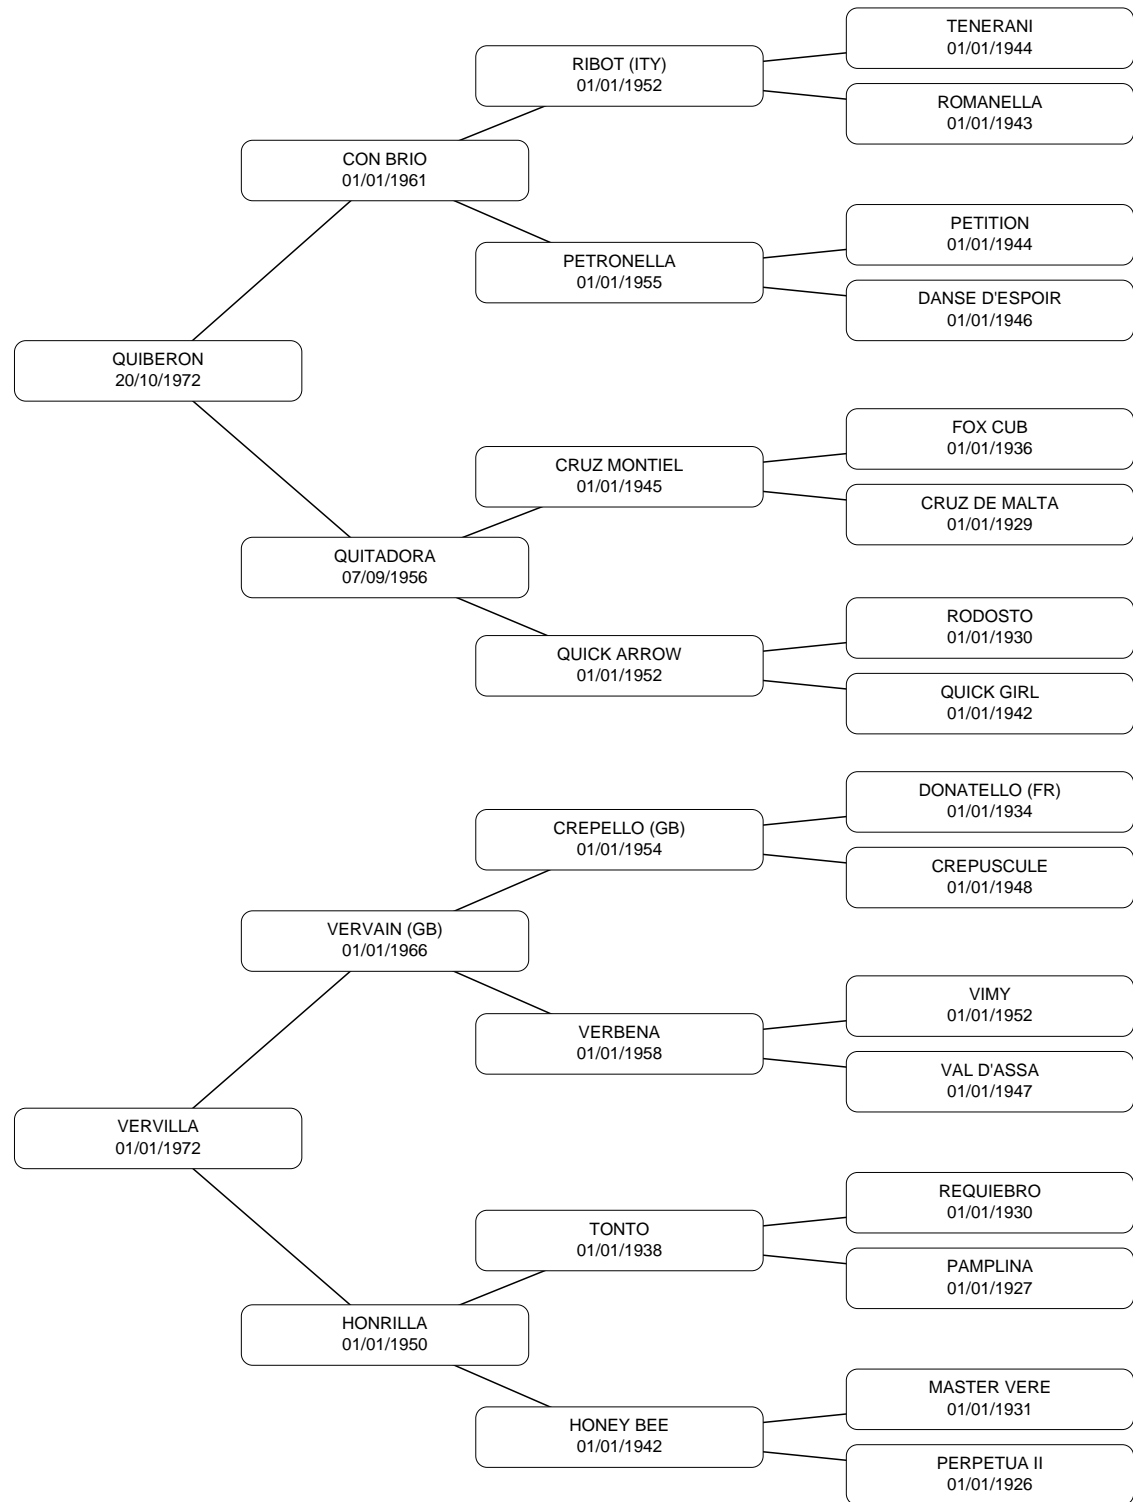 TENERANI
01/01/1944
RIBOT (ITY)
01/01/1952
ROMANELLA
01/01/1943
CON BRIO
01/01/1961
PETITION
01/01/1944
PETRONELLA
01/01/1955
DANSE D'ESPOIR
01/01/1946
QUIBERON
20/10/1972
FOX CUB
01/01/1936
CRUZ MONTIEL
01/01/1945
CRUZ DE MALTA
01/01/1929
QUITADORA
07/09/1956
RODOSTO
01/01/1930
QUICK ARROW
01/01/1952
QUICK GIRL
01/01/1942
DONATELLO (FR)
01/01/1934
CREPELLO (GB)
01/01/1954
CREPUSCULE
01/01/1948
VERVAIN (GB)
01/01/1966
VIMY
01/01/1952
VERBENA
01/01/1958
VAL D'ASSA
01/01/1947
VERVILLA
01/01/1972
REQUIEBRO
01/01/1930
TONTO
01/01/1938
PAMPLINA
01/01/1927
HONRILLA
01/01/1950
MASTER VERE
01/01/1931
HONEY BEE
01/01/1942
PERPETUA II
01/01/1926